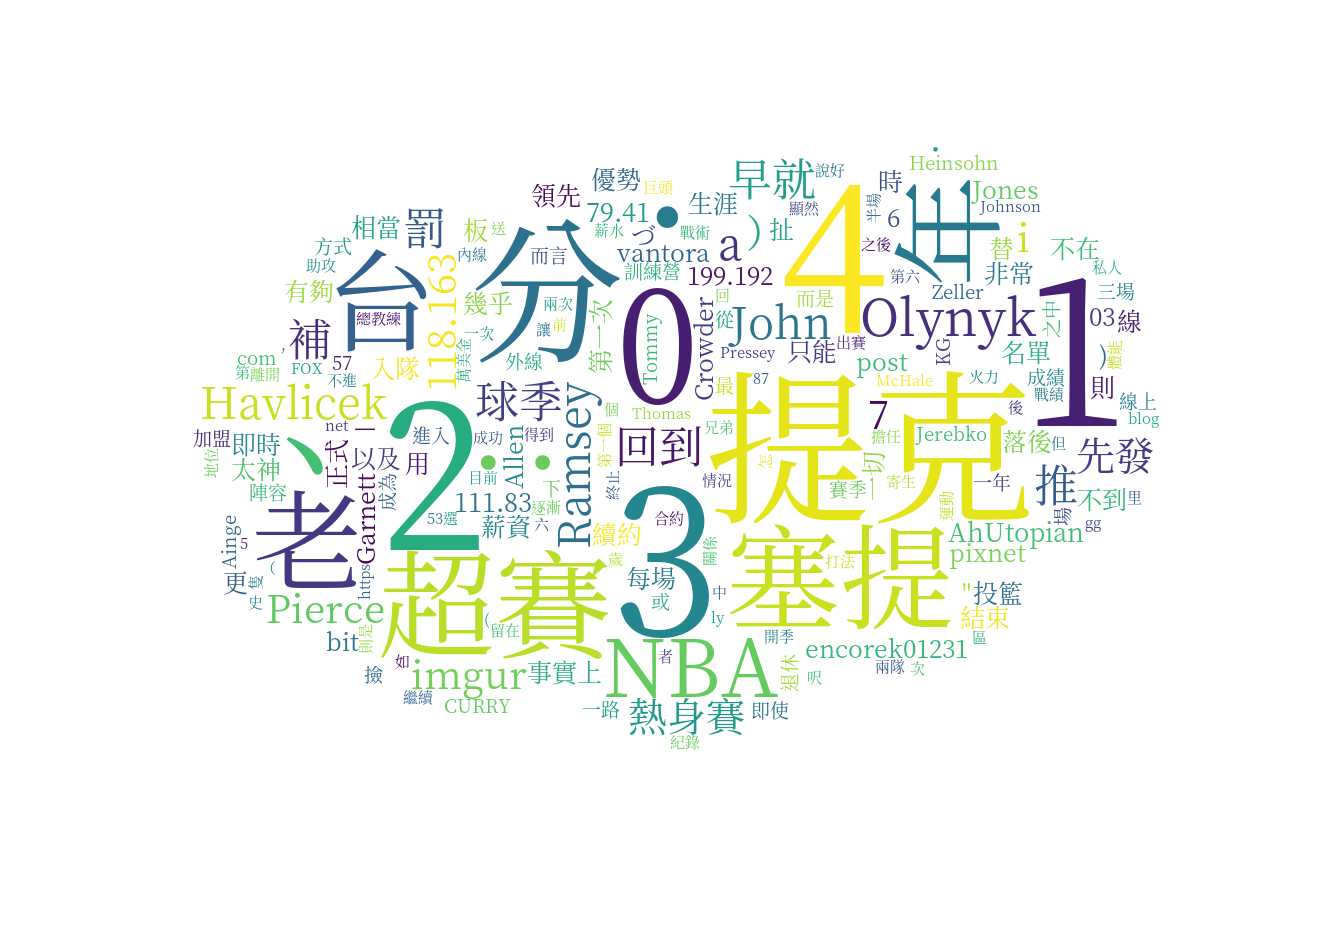 Heinsohn
早就
說好
優勢
巨頭
時
Jones
領先
生涯
顯然
半場
年
Johnson
79.41
6
相當
罰
板
送
分
づ
薪水
戰術
a
)
扯
4
替
i
不在
方式
內線
而言
vantora
之後
助攻
台
118.163
訓練營
199.192
第六
非常
私人
有夠
幾乎
兩次
0
回
而是
Zeller
三場
總教練
第一次
讓
前
從
John
Olynyk
之中
03
線
補
57
一次
Tommy
Crowder
出賽
1
com
入隊
萬美金
外線
Pressey
只能
post
KG
名單
)
體能
第
離開
FOX
不進
87
McHale
火力
成績
則
Havlicek
球季
個
最
提克
戰績
線上
2
Thomas
7
後
blog
加盟
net
一
進入
成功
得到
Ramsey
第一個
回到
兄弟
擔任
Jerebko
落後
但
先發
地位
即時
正式
以及
用
Allen
怎
太神
目前
下
終止
情況
一切
寄生
一年
推
陣容
老
成為
111.83
逐漸
3
賽季
運動
場
不到
里
Garnett
53選
薪資
六
續約
合約
gg
Ainge
5
關係
AhUtopian
pixnet
超賽
歲
塞提
打法
更
隻
(
https
每場
中
"
投籃
史
Pierce
(
留在
或
ly
結束
bit
則是
NBA
開季
encorek01231
區
如
imgur
事實上
者
退休
呎
兩隊
次
撿
繼續
CURRY
一路
熱身賽
即使
紀錄